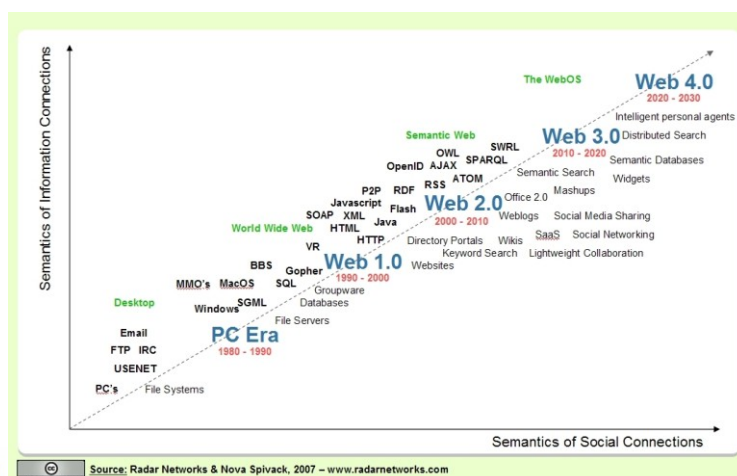 Semantics of Information Connections
The WebOS
Web 4.0
2020 - 2030
Intelligent personal agents
Semantic Web
SWRL
Web 3.0
Distributed Search
2010 - 2020
OWL
OpenID AJAX SPARQL
Semantic Search
Semantic Databases
ATOM
Widgets
P2P RDF RSS
Mashups
Javascript
Web 2.0
Office 2.0
Flash
2000 - 2010
SOAP XML
Java
Weblogs Social Media Sharing
World Wide Web
HTML
HTTP
Directory Portals Wikis SaaS Social Networking
VR
Keyword Search Lightweight Collaboration
BBS
Gopher
Web 1.0
Websites
1990 - 2000
MMO's MacOS SQL
Groupware
Desktop
SGML
Databases
Windows
File Servers
Email
PC Era
FTP IRC
1980 - 1990
USENET
PC's File Systems
Semantics of Social Connections
cc
Source: Radar Networks & Nova Spivack, 2007 – www.radarnetworks.com